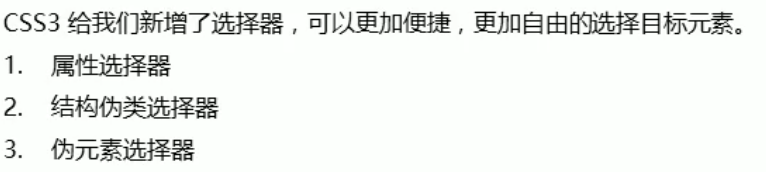 CSS3 给我们新增了选择器，可以更加便捷，更加自由的选择目标元素。
1. 属性选择器
2. 结构伪类选择器
3. 伪元素选择器